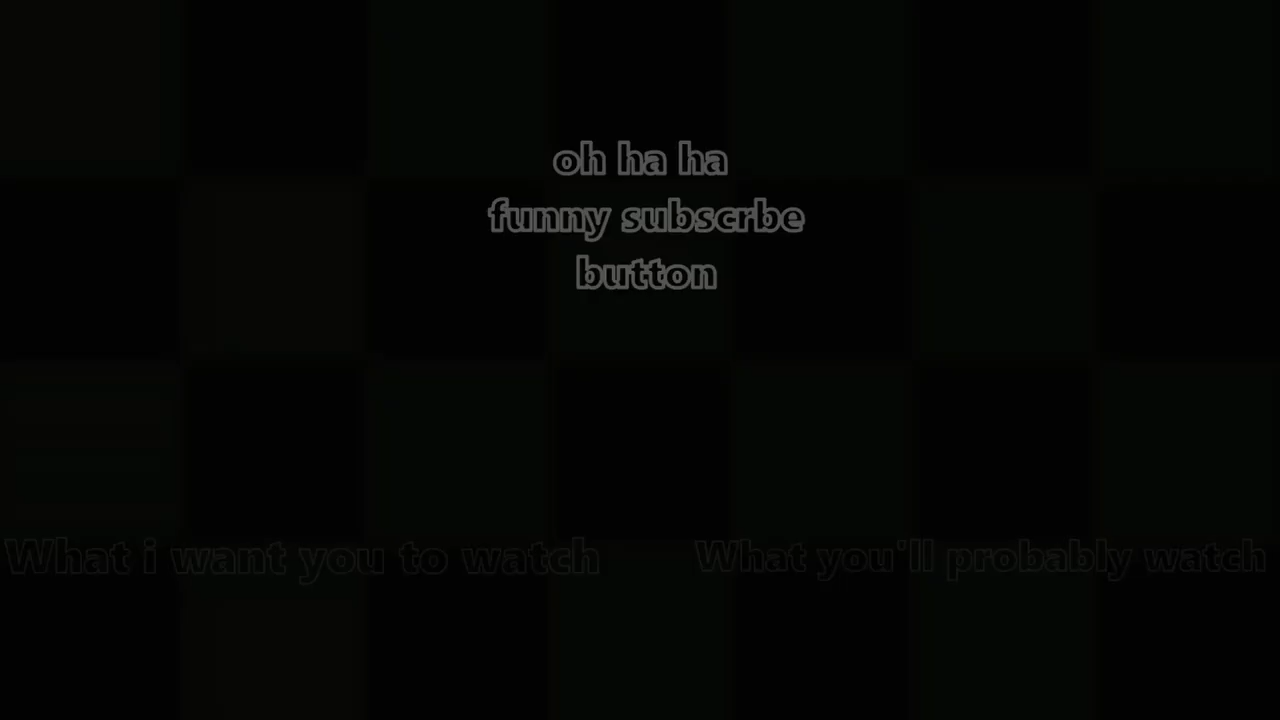 oh ha ha
funny subscrbe
button
What i want you to watch
What you'll probably watch